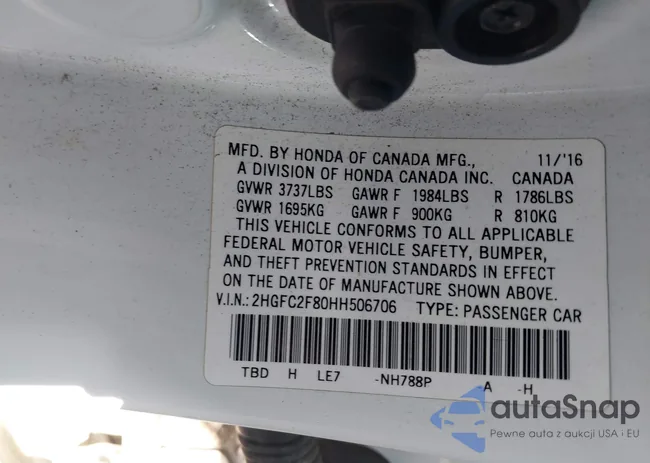 MFD. BY HONDA OF CANADA MFG., 11/'16
A DIVISION OF HONDA CANADA INC. CANADA
GVWR 3737LBS GAWR F 1984LBS R 1786LBS
GVWR 1695KG GAWR F 900KG R 810KG
THIS VEHICLE CONFORMS TO ALL APPLICABLE
FEDERAL MOTOR VEHICLE SAFETY, BUMPER,
AND THEFT PREVENTION STANDARDS IN EFFECT
ON THE DATE OF MANUFACTURE SHOWN ABOVE.
V.I.N.: 2HGFC2F80HH506706 TYPE: PASSENGER CAR
TBD H LE7 -NH788P A -H
autaSnap
Pewne auta z aukcji USA i EU